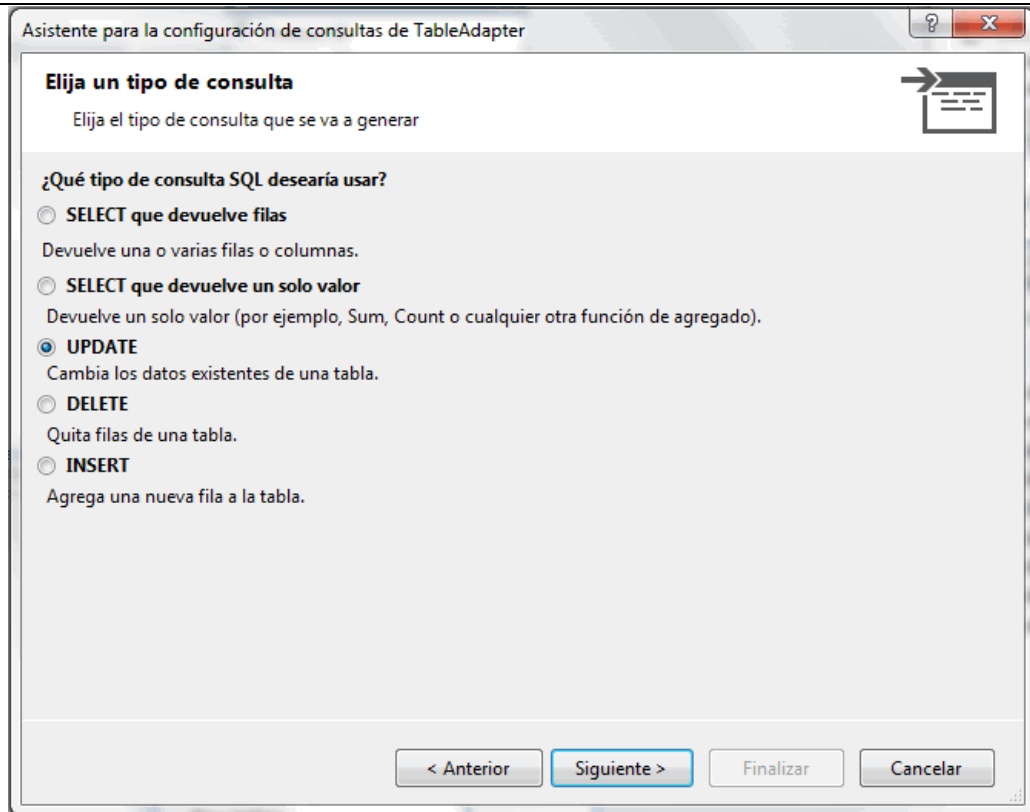 Asistente para la configuración de consultas de TableAdapter
Elija un tipo de consulta
Elija el tipo de consulta que se va a generar
¿Qué tipo de consulta SQL desearía usar?
SELECT que devuelve filas
Devuelve una o varias filas o columnas.
SELECT que devuelve un solo valor
Devuelve un solo valor (por ejemplo, Sum, Count o cualquier otra función de agregado).
UPDATE
Cambia los datos existentes de una tabla.
DELETE
Quita filas de una tabla.
INSERT
Agrega una nueva fila a la tabla.
< Anterior Siguiente > Finalizar Cancelar